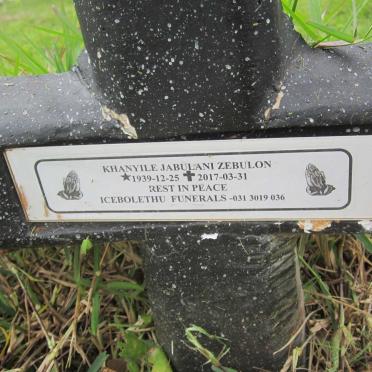 KHANYILE JABULANI ZEBULON
★1939-12-25 ✝ 2017-03-31
REST IN PEACE
ICEBOLETHU FUNERALS -031 3019 036